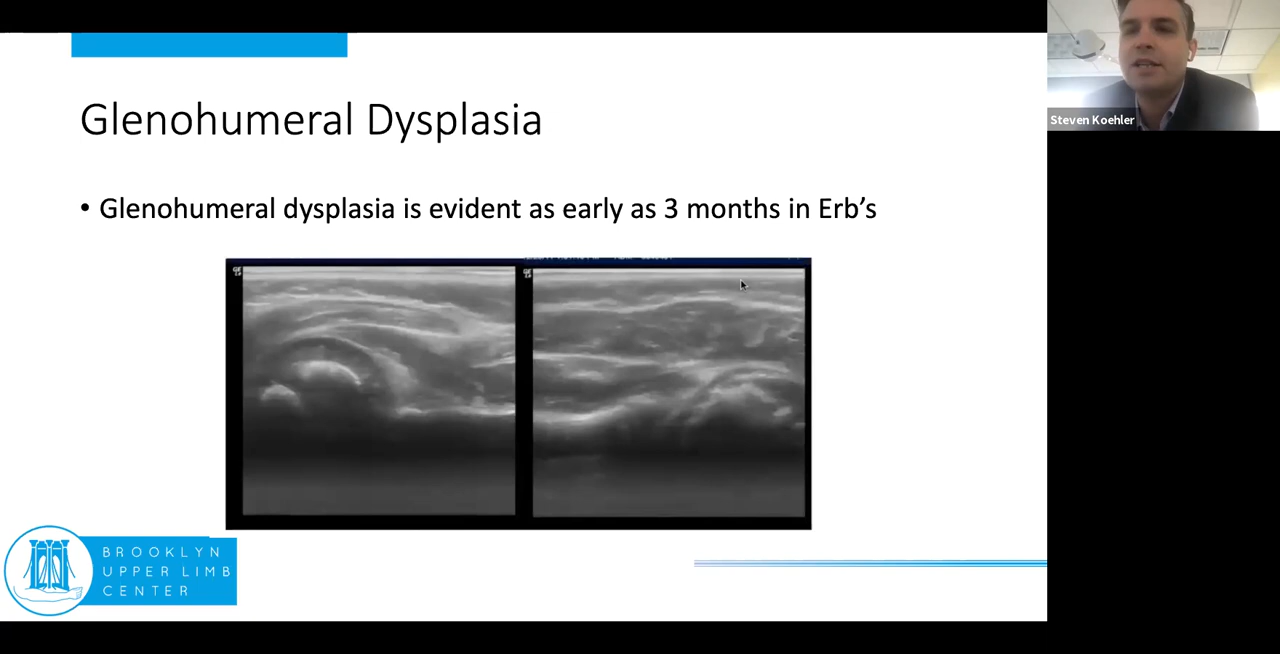 Glenohumeral Dysplasia
Steven Koehler
• Glenohumeral dysplasia is evident as early as 3 months in Erb’s
BROOKLYN
UPPER LIMB
CENTER